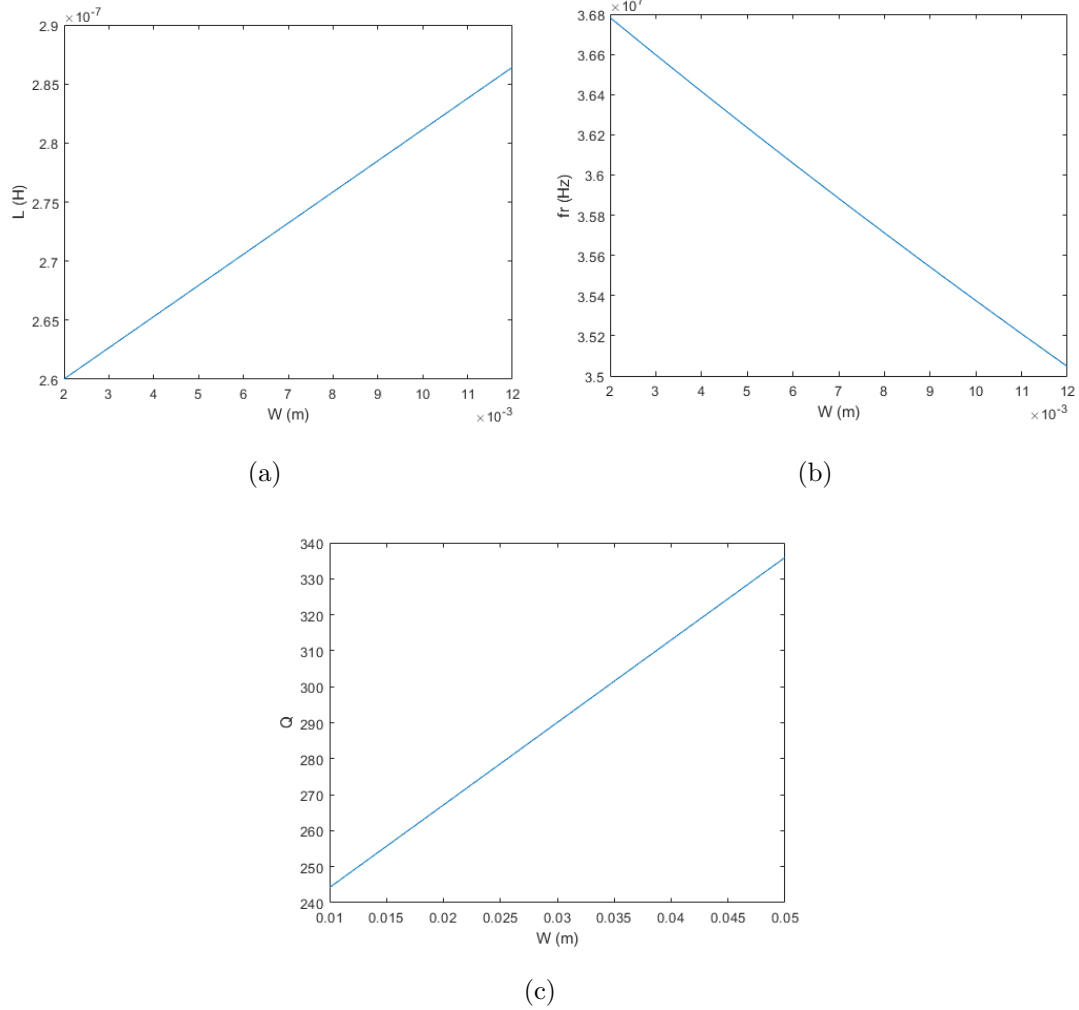 ×10⁻⁷
2.9
2.85
2.8
2.75
2.7
2.65
2.6
L (H)
2 3 4 5 6 7 8 9 10 11 12
W (m)
×10⁻³
(a)
×10⁷
3.68
3.66
3.64
3.62
3.6
3.58
3.56
3.54
3.52
3.5
fr (Hz)
2 3 4 5 6 7 8 9 10 11 12
W (m)
×10⁻³
(b)
340
330
320
310
300
290
280
270
260
250
240
Q
0.01 0.015 0.02 0.025 0.03 0.035 0.04 0.045 0.05
W (m)
(c)